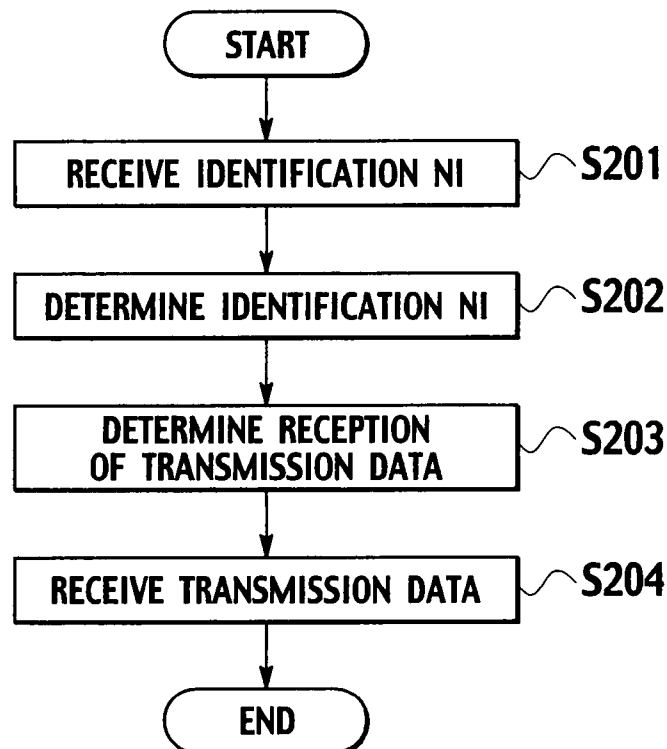 START
RECEIVE IDENTIFICATION NI
S201
DETERMINE IDENTIFICATION NI
S202
DETERMINE RECEPTION
OF TRANSMISSION DATA
S203
RECEIVE TRANSMISSION DATA
S204
END